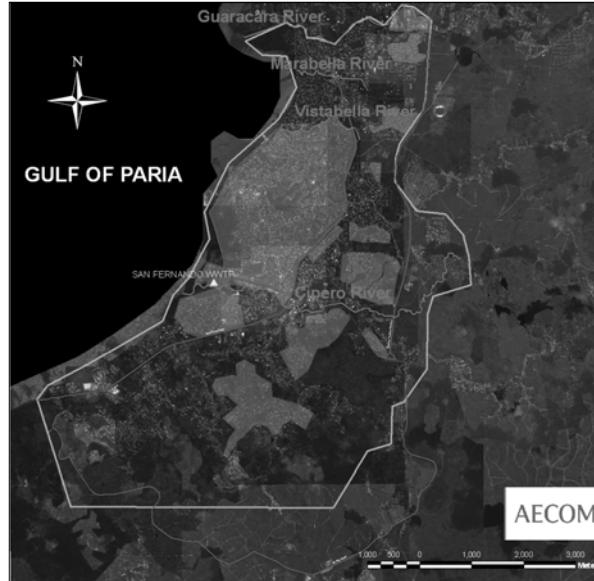 Guaracara River
N
Marabella River
Vistabella River
GULF OF PARIA
SAN FERNANDO WWTP
Cipero River
AECOM
1,000 500 0 1,000 2,000 3,000